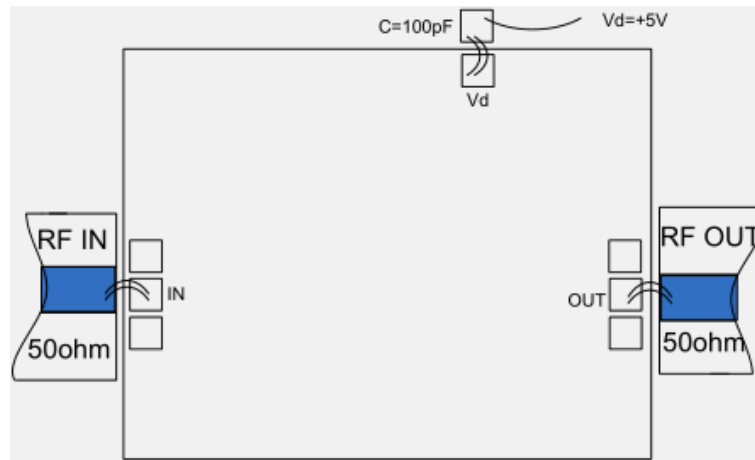 C=100pF
Vd=+5V
Vd
RF IN
RF OUT
IN
OUT
50ohm
50ohm